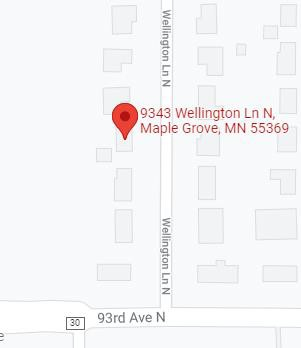 Wellington Ln N
9343 Wellington Ln N,
Maple Grove, MN 55369
Wellington Ln N
93rd Ave N
30
e